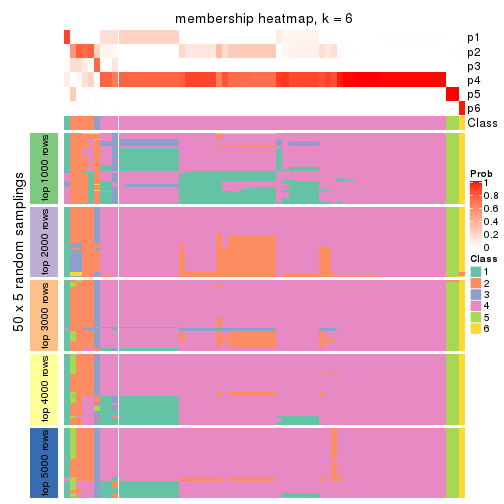 membership heatmap, k = 6
p1
p2
p3
p4
p5
p6
Class
50 x 5 random samplings
top 1000 rows
top 2000 rows
top 3000 rows
top 4000 rows
top 5000 rows
Prob
1
0.8
0.6
0.4
0.2
0
Class
1
2
3
4
5
6